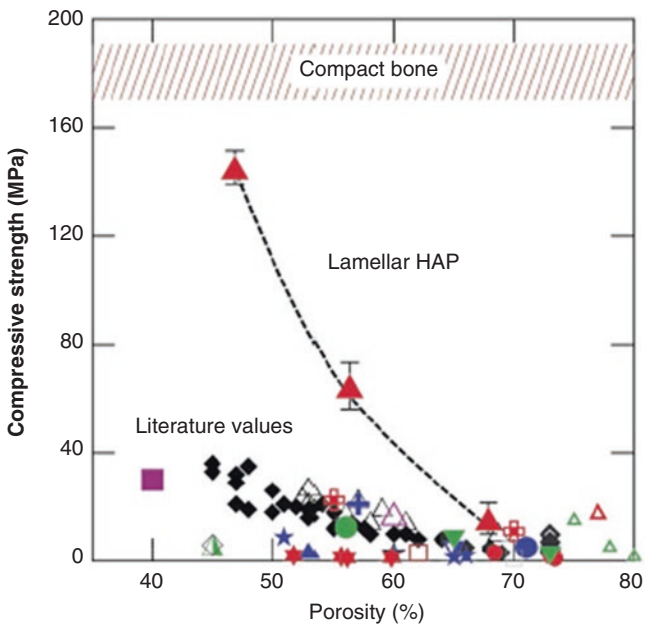 200
Compact bone
160
120
Lamellar HAP
80
Literature values
40
0
40 50 60 70 80
Porosity (%)
Compressive strength (MPa)